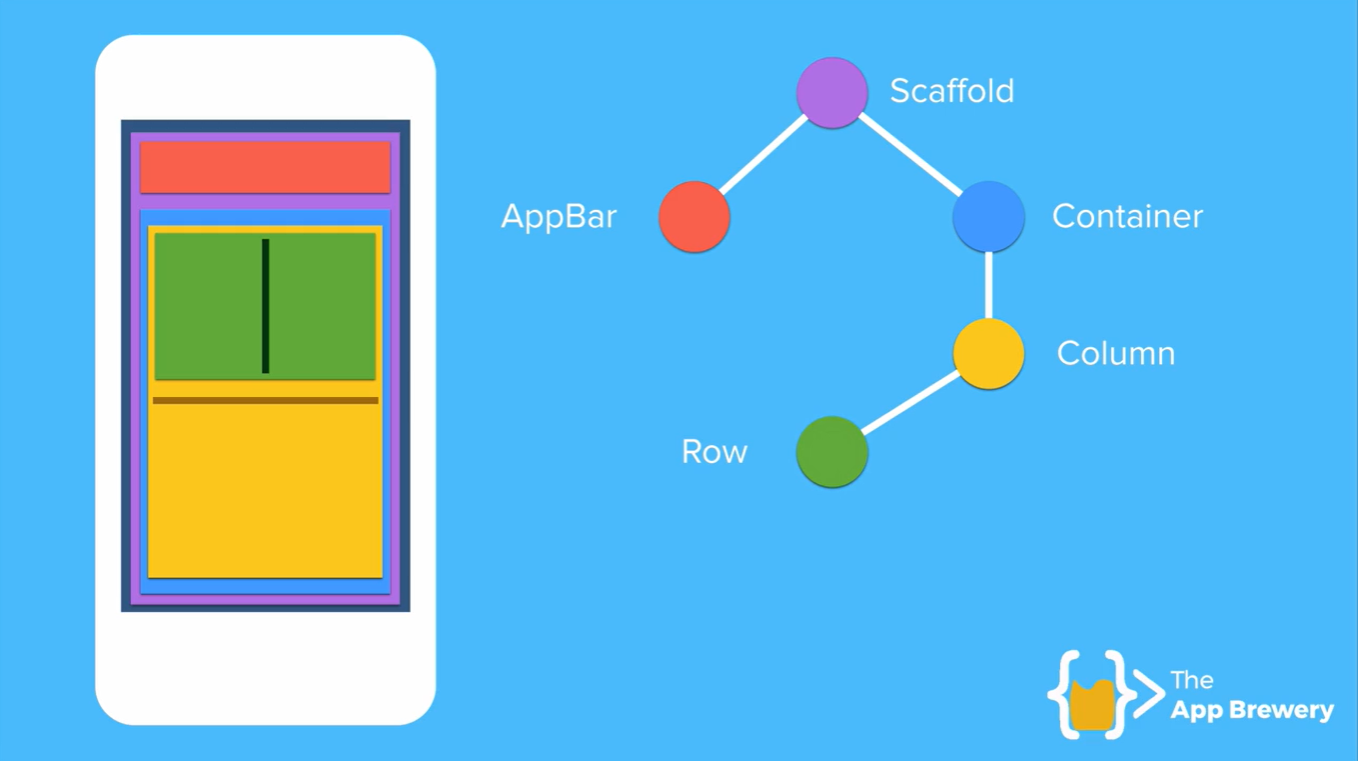 Scaffold
AppBar
Container
Column
Row
The
App Brewery